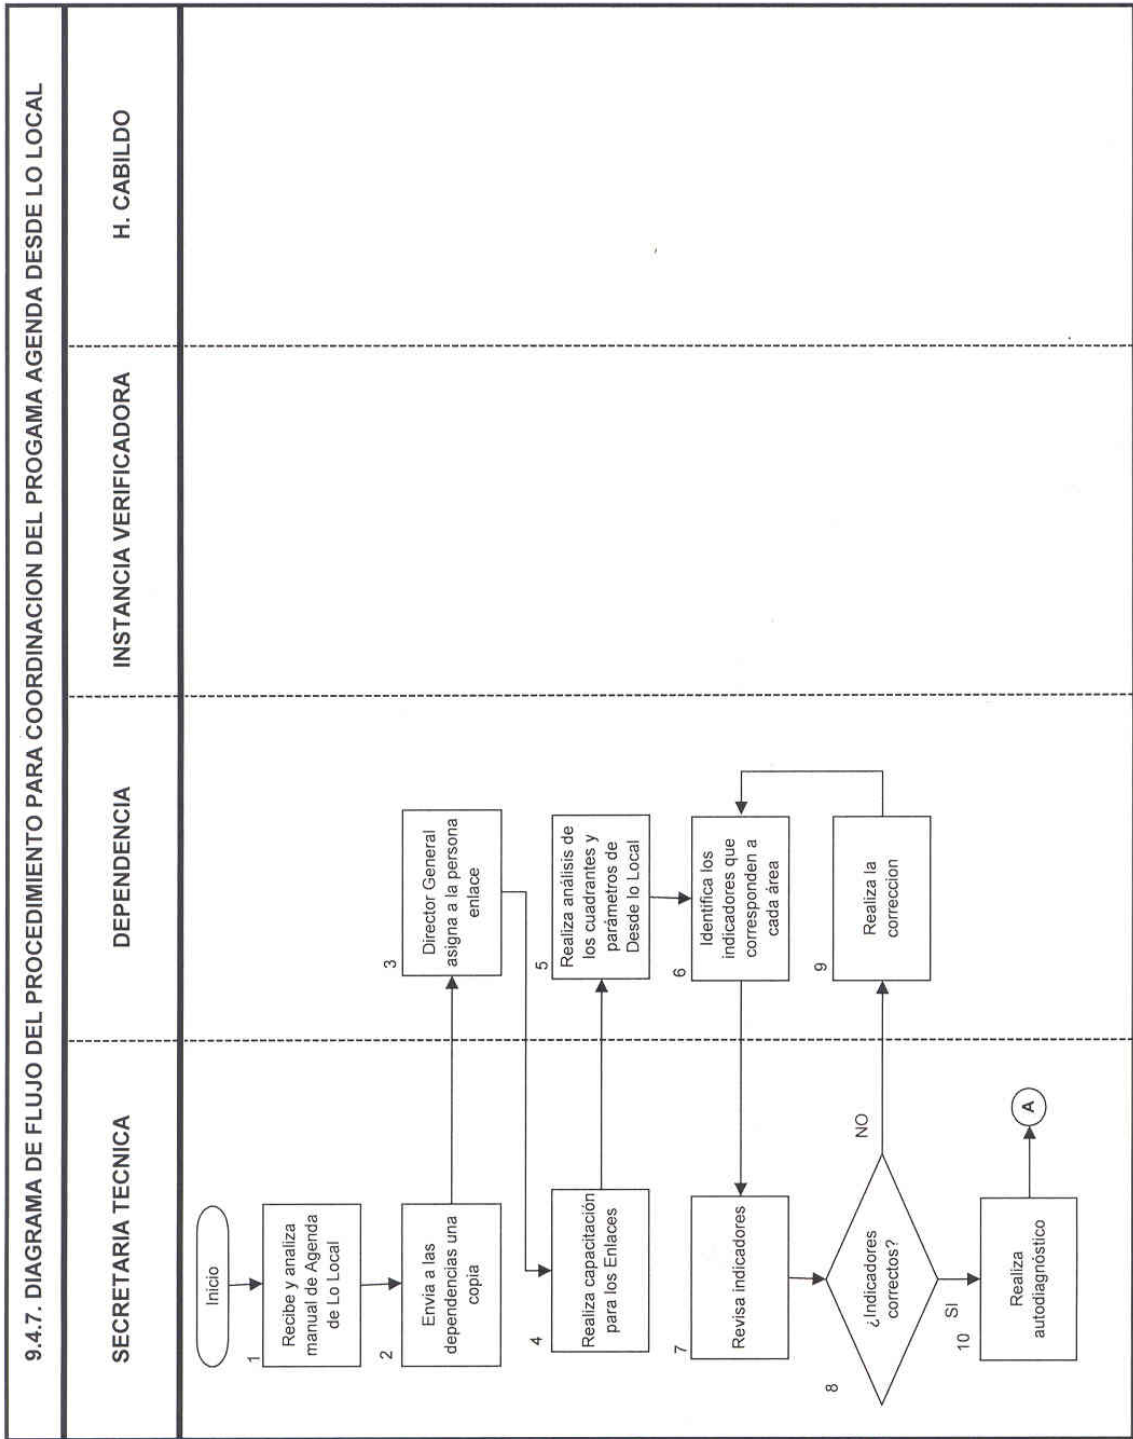 9.4.7. DIAGRAMA DE FLUJO DEL PROCEDIMIENTO PARA COORDINACION DEL PROGAMA AGENDA DESDE LO LOCAL
SECRETARIA TECNICA
DEPENDENCIA
INSTANCIA VERIFICADORA
H. CABILDO
Inicio
1
Recibe y analiza
manual de Agenda
de Lo Local
2
Envia a las
dependencias una
copia
3
Director General
asigna a la persona
enlace
4
Realiza capacitación
para los Enlaces
5
Realiza análisis de
los cuadrantes y
parámetros de
Desde lo Local
6
Identifica los
indicadores que
corresponden a
cada área
7
Revisa indicadores
8
¿Indicadores
correctos?
NO
9
Realiza la
correccion
SI
10
Realiza
autodiagnóstico
A